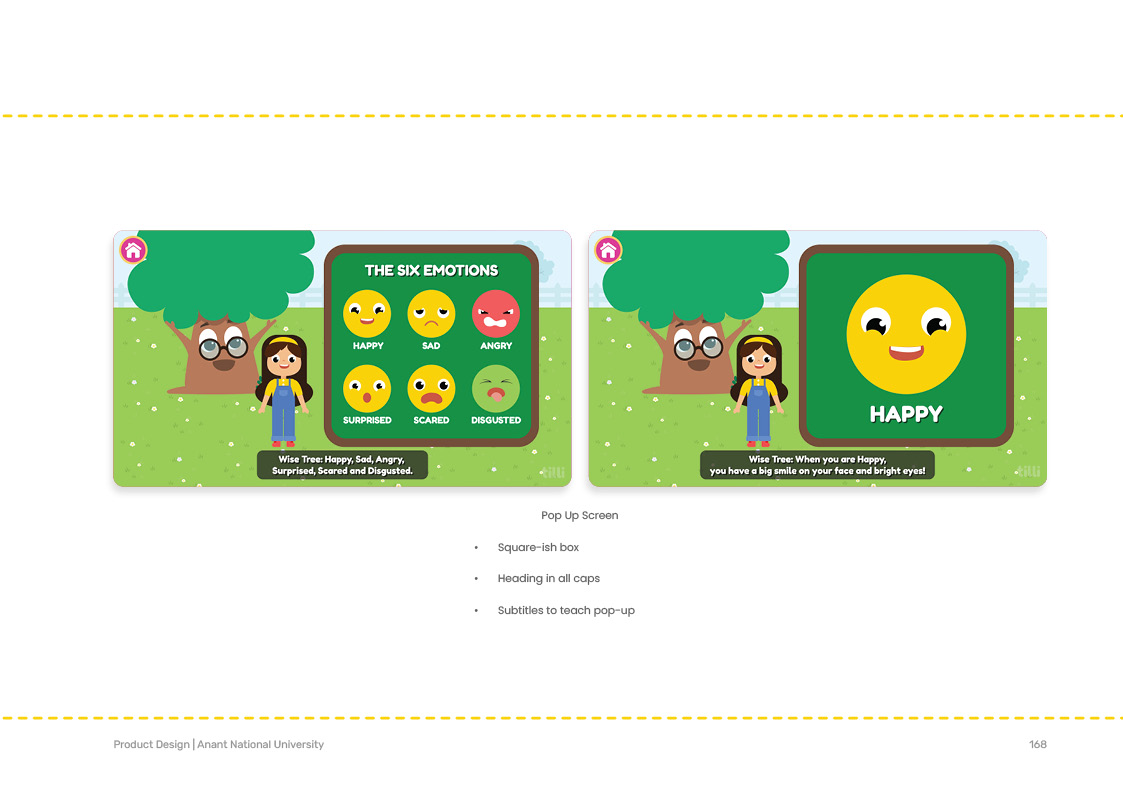 THE SIX EMOTIONS
HAPPY SAD ANGRY
SURPRISED SCARED DISGUSTED
Wise Tree: Happy, Sad, Angry,
Surprised, Scared and Disgusted.
tilli
HAPPY
Wise Tree: When you are Happy,
you have a big smile on your face and bright eyes!
tilli
Pop Up Screen
• Square-ish box
• Heading in all caps
• Subtitles to teach pop-up
Product Design | Anant National University
168